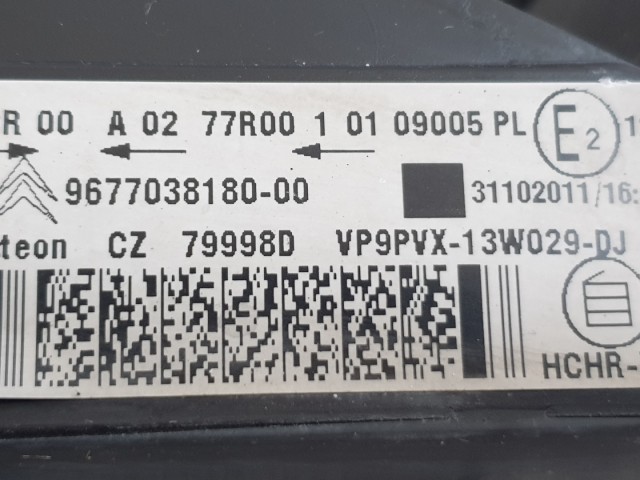 R 00 A 02 77R00 1 01 09005 PL E2
9677038180-00 31102011/16:
teon CZ 79998D VP9PVX-13W029-DJ
HCHR-